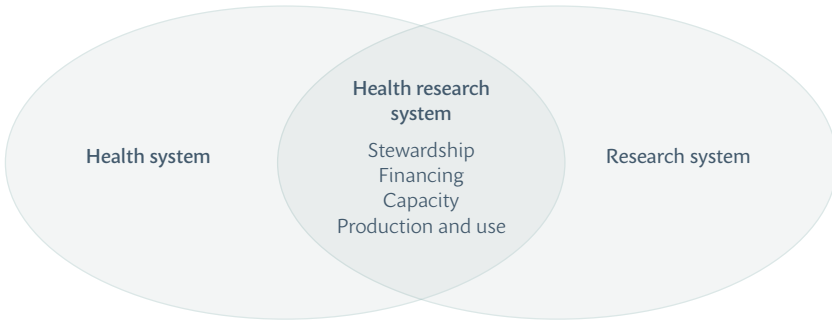 Health system
Health research
system
Stewardship
Financing
Capacity
Production and use
Research system